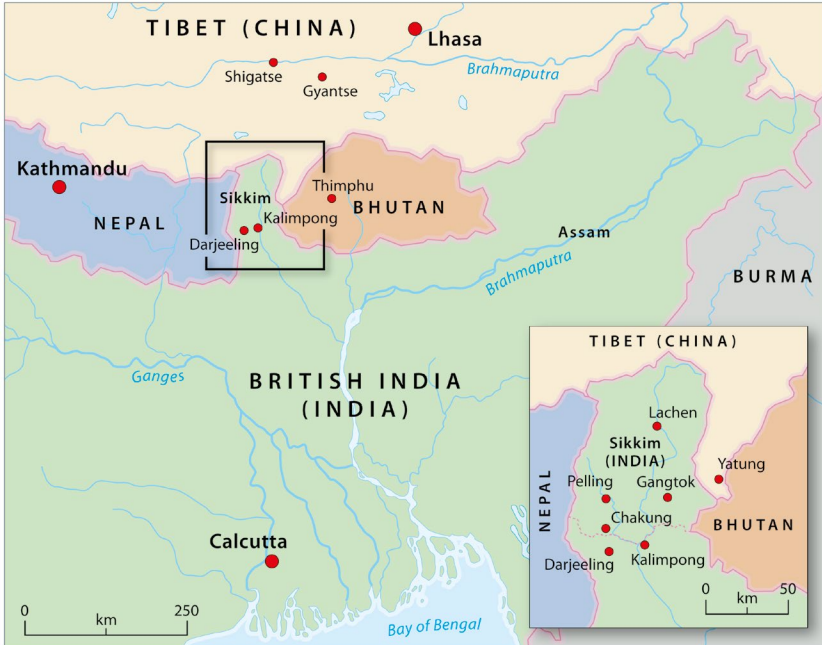 TIBET (CHINA)
Lhasa
Shigatse
Gyantse
Brahmaputra
Kathmandu
NEPAL
Sikkim
Thimphu
BHUTAN
Kalimpong
Darjeeling
Assam
Brahmaputra
BURMA
Ganges
BRITISH INDIA
(INDIA)
Calcutta
Bay of Bengal
0 250
km
TIBET (CHINA)
Lachen
Sikkim
(INDIA)
Yatung
Pelling
Gangtok
NEPAL
Chakung
BHUTAN
Darjeeling
Kalimpong
0 50
km